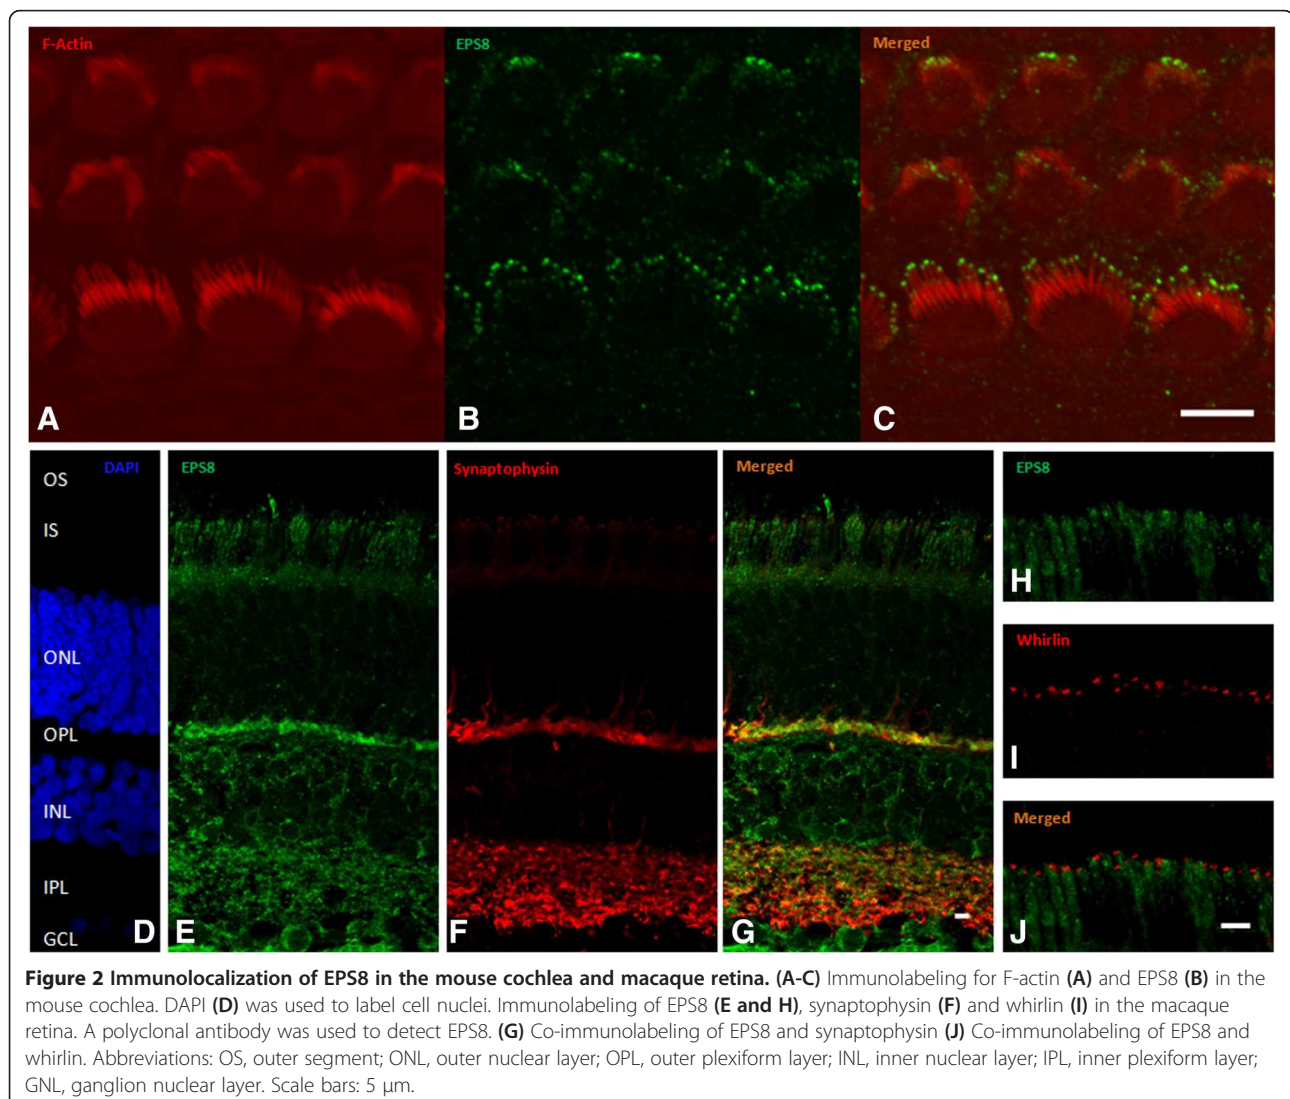 F-Actin
EPS8
Merged
A
B
C
DAPI
EPS8
Synaptophysin
Merged
EPS8
OS
IS
ONL
OPL
INL
IPL
GCL
D
E
F
G
H
Whirlin
I
Merged
J
Figure 2 Immunolocalization of EPS8 in the mouse cochlea and macaque retina. (A-C) Immunolabeling for F-actin (A) and EPS8 (B) in the
mouse cochlea. DAPI (D) was used to label cell nuclei. Immunolabeling of EPS8 (E and H), synaptophysin (F) and whirlin (I) in the macaque
retina. A polyclonal antibody was used to detect EPS8. (G) Co-immunolabeling of EPS8 and synaptophysin (J) Co-immunolabeling of EPS8 and
whirlin. Abbreviations: OS, outer segment; ONL, outer nuclear layer; OPL, outer plexiform layer; INL, inner nuclear layer; IPL, inner plexiform layer;
GNL, ganglion nuclear layer. Scale bars: 5 μm.